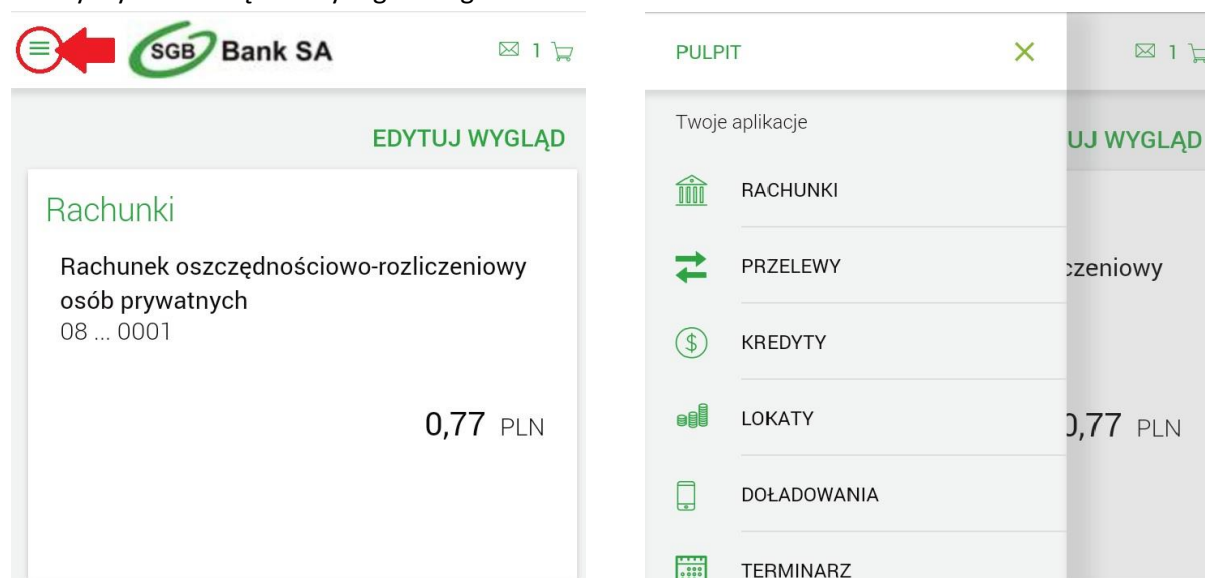 SGB Bank SA
1
EDYTUJ WYGLĄD
Rachunki
Rachunek oszczędnościowo-rozliczeniowy
osób prywatnych
08 ... 0001
0,77 PLN
PULPIT
1
Twoje aplikacje
UJ WYGLĄD
RACHUNKI
PRZELEWY
czeniowy
KREDYTY
LOKATY
0,77 PLN
DOŁADOWANIA
TERMINARZ